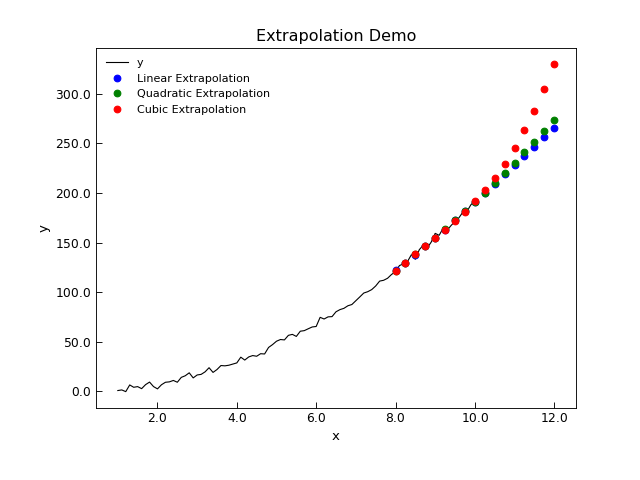 Extrapolation Demo
y
Linear Extrapolation
Quadratic Extrapolation
Cubic Extrapolation
300.0
250.0
200.0
150.0
100.0
50.0
0.0
y
2.0 4.0 6.0 8.0 10.0 12.0
x